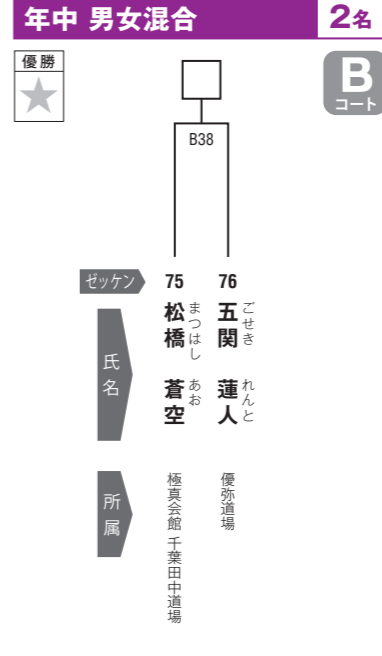 年中 男女混合
2名
優勝
B
コート
B38
ゼッケン
75
76
氏名
松橋 蒼空
まつはし あお
五関 蓮人
ごせき れんと
所属
極真会館 千葉田中道場
優弥道場